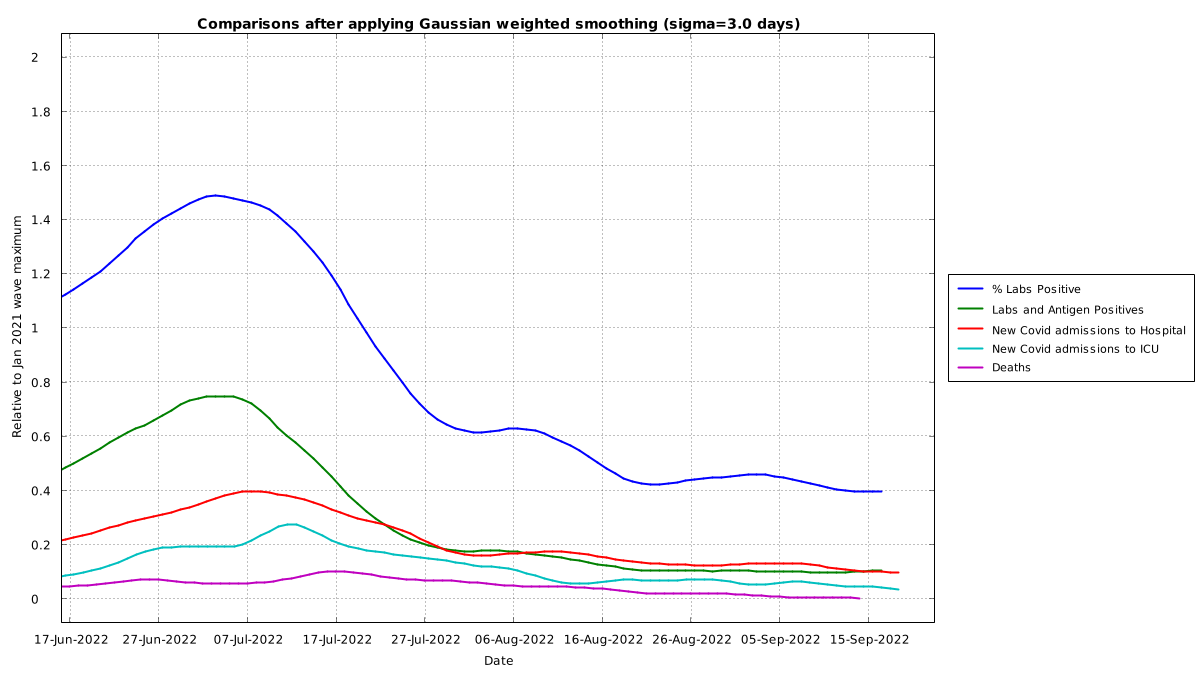 Comparisons after applying Gaussian weighted smoothing (sigma=3.0 days)
2
1.8
1.6
1.4
1.2
1
0.8
0.6
0.4
0.2
0
Relative to Jan 2021 wave maximum
17-Jun-2022 27-Jun-2022 07-Jul-2022 17-Jul-2022 27-Jul-2022 06-Aug-2022 16-Aug-2022 26-Aug-2022 05-Sep-2022 15-Sep-2022
Date
% Labs Positive
Labs and Antigen Positives
New Covid admissions to Hospital
New Covid admissions to ICU
Deaths